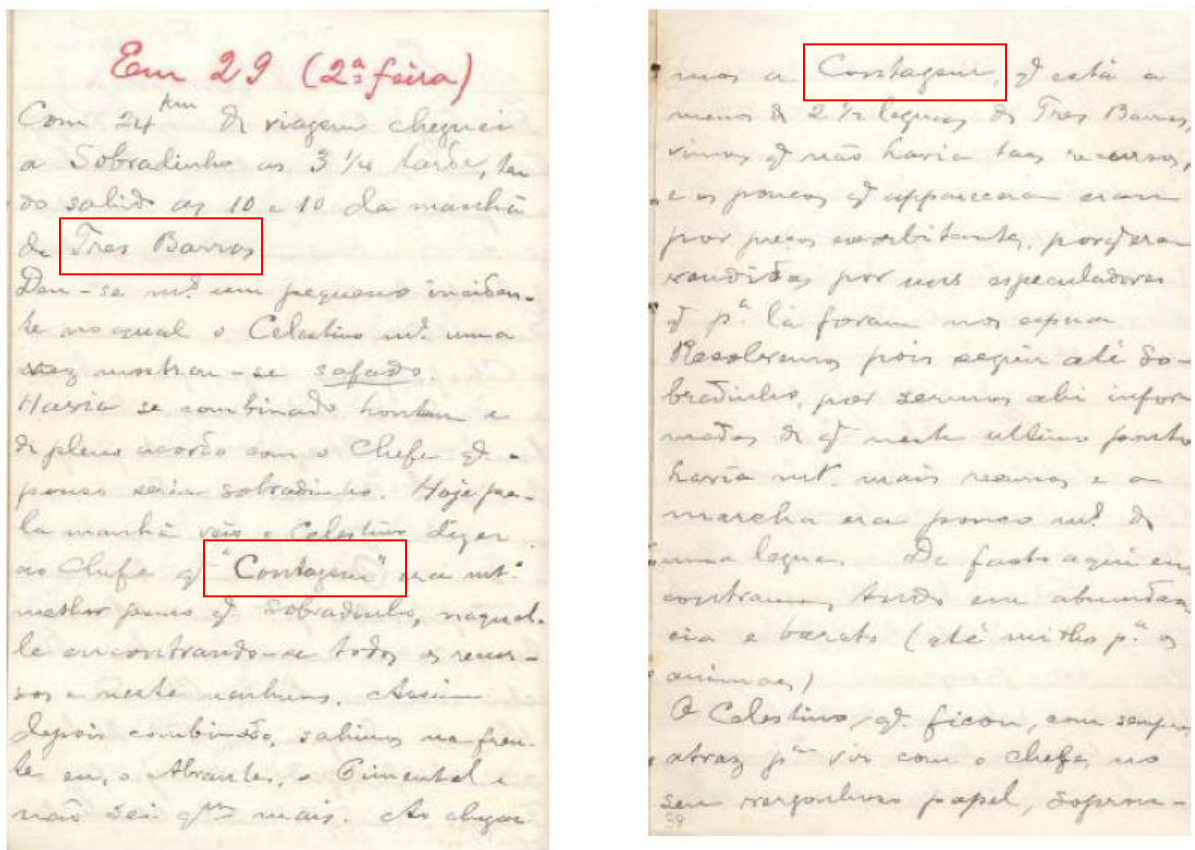 Em 29 (2ª feira)
Com 24 km de viagem cheguei
a Sobradinho as 3 1/4 tarde, ten
do sahido as 10 e 10 da manhã
de Tres Barras
Deu-se mt. um pequeno inciden-
te no qual o Celestino mt. uma
vez mostrou-se safado.
Havia se combinado hontem e
de pleno acordo com o Chefe q̃ o
pouso seria Sobradinho. Hoje pe-
la manhã veio o Celestino dizer
ao Chefe q̃ "Contagem" era mt.º
melhor pouso q̃ Sobradinho, naquel-
le encontrando-se todos os recur-
sos e neste nenhum. Assim
depois combinado, sahimos na fren-
te eu, o Abrantes, o Pimentel e
não sei qm mais. Ao chegar
mos a Contagem, q̃ está a
menos de 2 1/2 leguas de Tres Barras,
vimos q̃ não havia taes recursos,
e os poucos q̃ appareceram eram
por preços exorbitantes, porq̃ eram
vendidos por uns especuladores
q̃ pª lá foram nos
Resolvemos pois seguir até So-
bradinho, por sermos ahi infor
mados de q̃ neste ultimo ponto
havia mt. mais recursos e a
marcha era pouco mº de
uma legua. De facto aqui en
contramos tudo em abundan
cia e barato (até milho pª os
animaes)
O Celestino, q̃ ficou, com sempre
atraz pª vir com o chefe, no
seu vergonhoso papel, soprou-
38